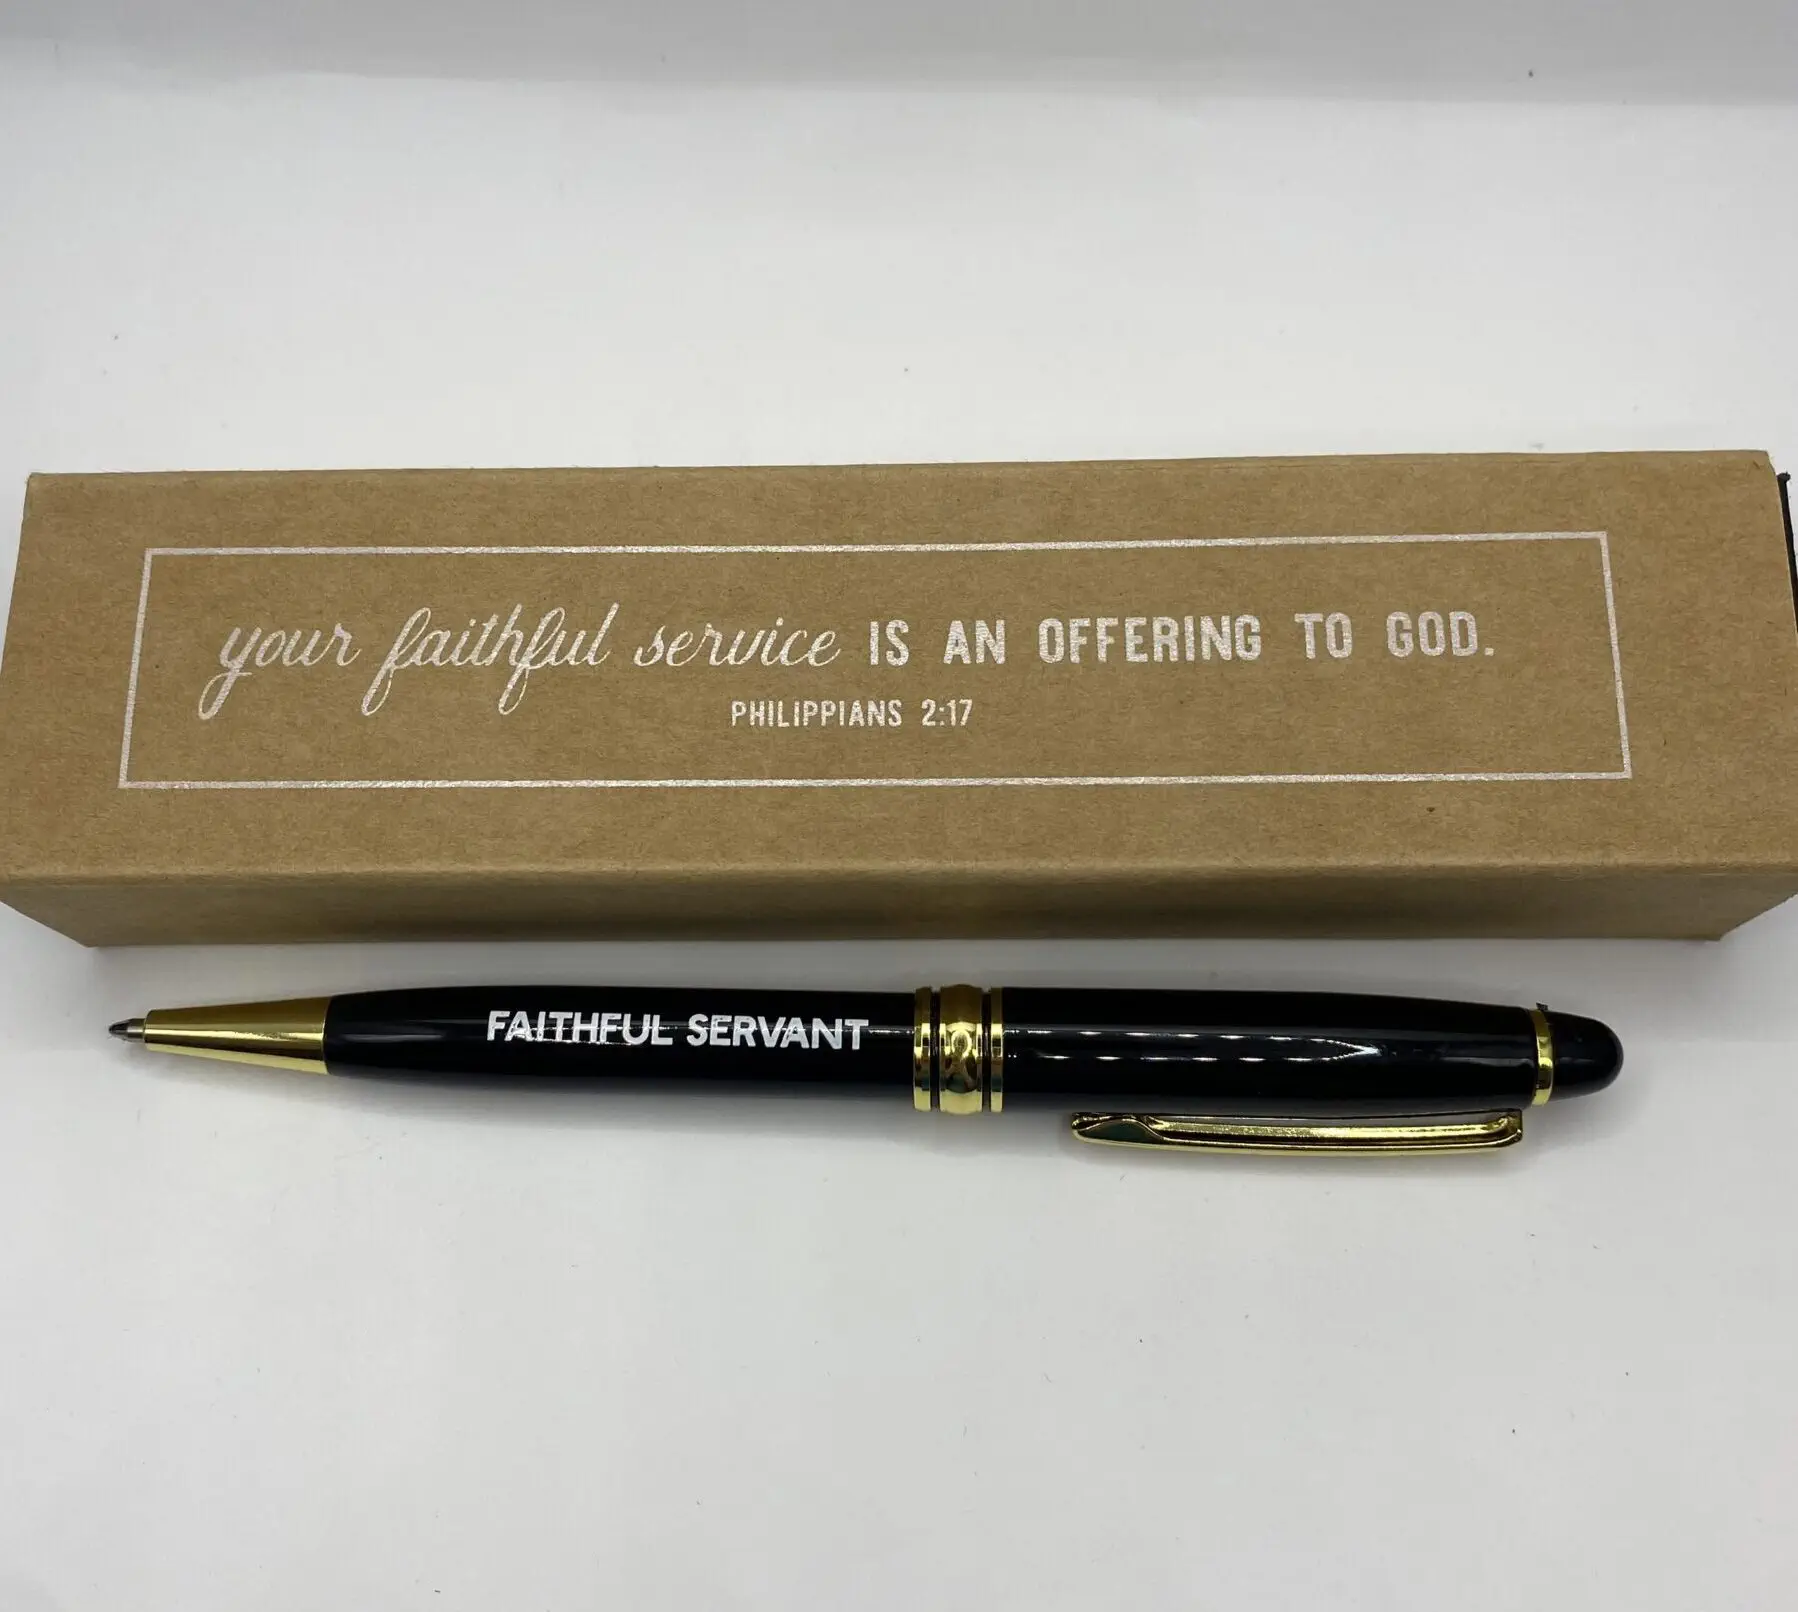 your faithful service IS AN OFFERING TO GOD.
PHILIPPIANS 2:17
FAITHFUL SERVANT